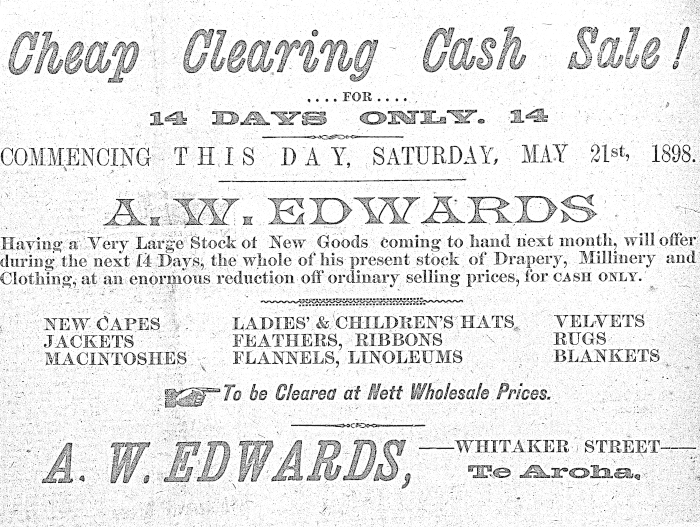 Cheap Clearing Cash Sale!
....FOR....
14 DAYS ONLY. 14
COMMENCING THIS DAY, SATURDAY, MAY 21st, 1898.
A. W. EDWARDS
Having a Very Large Stock of New Goods coming to hand next month, will offer
during the next 14 Days, the whole of his present stock of Drapery, Millinery and
Clothing, at an enormous reduction off ordinary selling prices, for CASH ONLY.
NEW CAPES LADIES' & CHILDREN'S HATS VELVETS
JACKETS FEATHERS, RIBBONS RUGS
MACINTOSHES FLANNELS, LINOLEUMS BLANKETS
To be Cleared at Nett Wholesale Prices.
A. W. EDWARDS, —WHITAKER STREET—
Te Aroha.